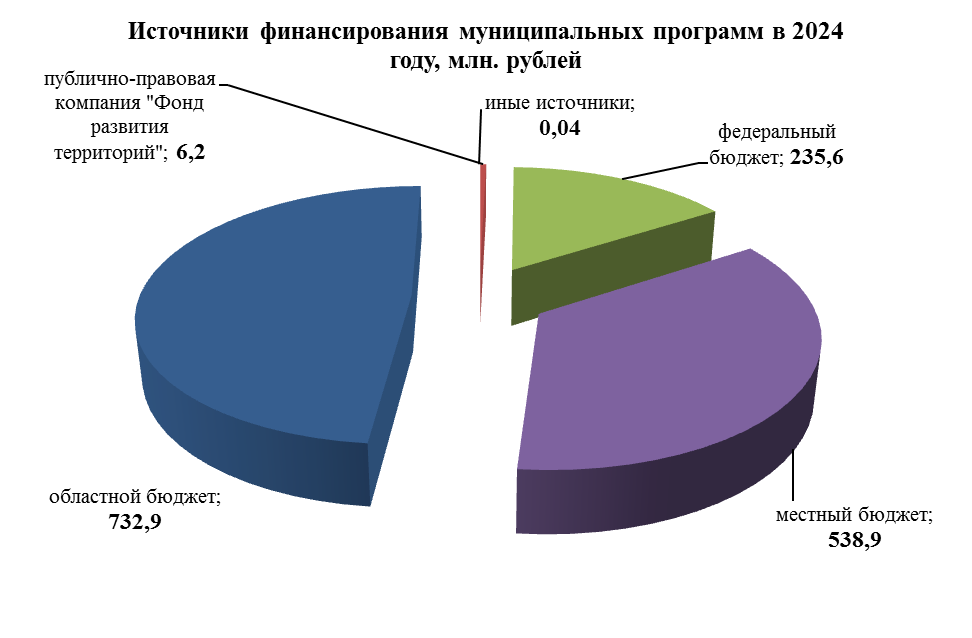 Источники финансирования муниципальных программ в 2024
году, млн. рублей
публично-правовая
компания "Фонд
развития
территорий"; 6,2
иные источники;
0,04
федеральный
бюджет; 235,6
областной бюджет;
732,9
местный бюджет;
538,9